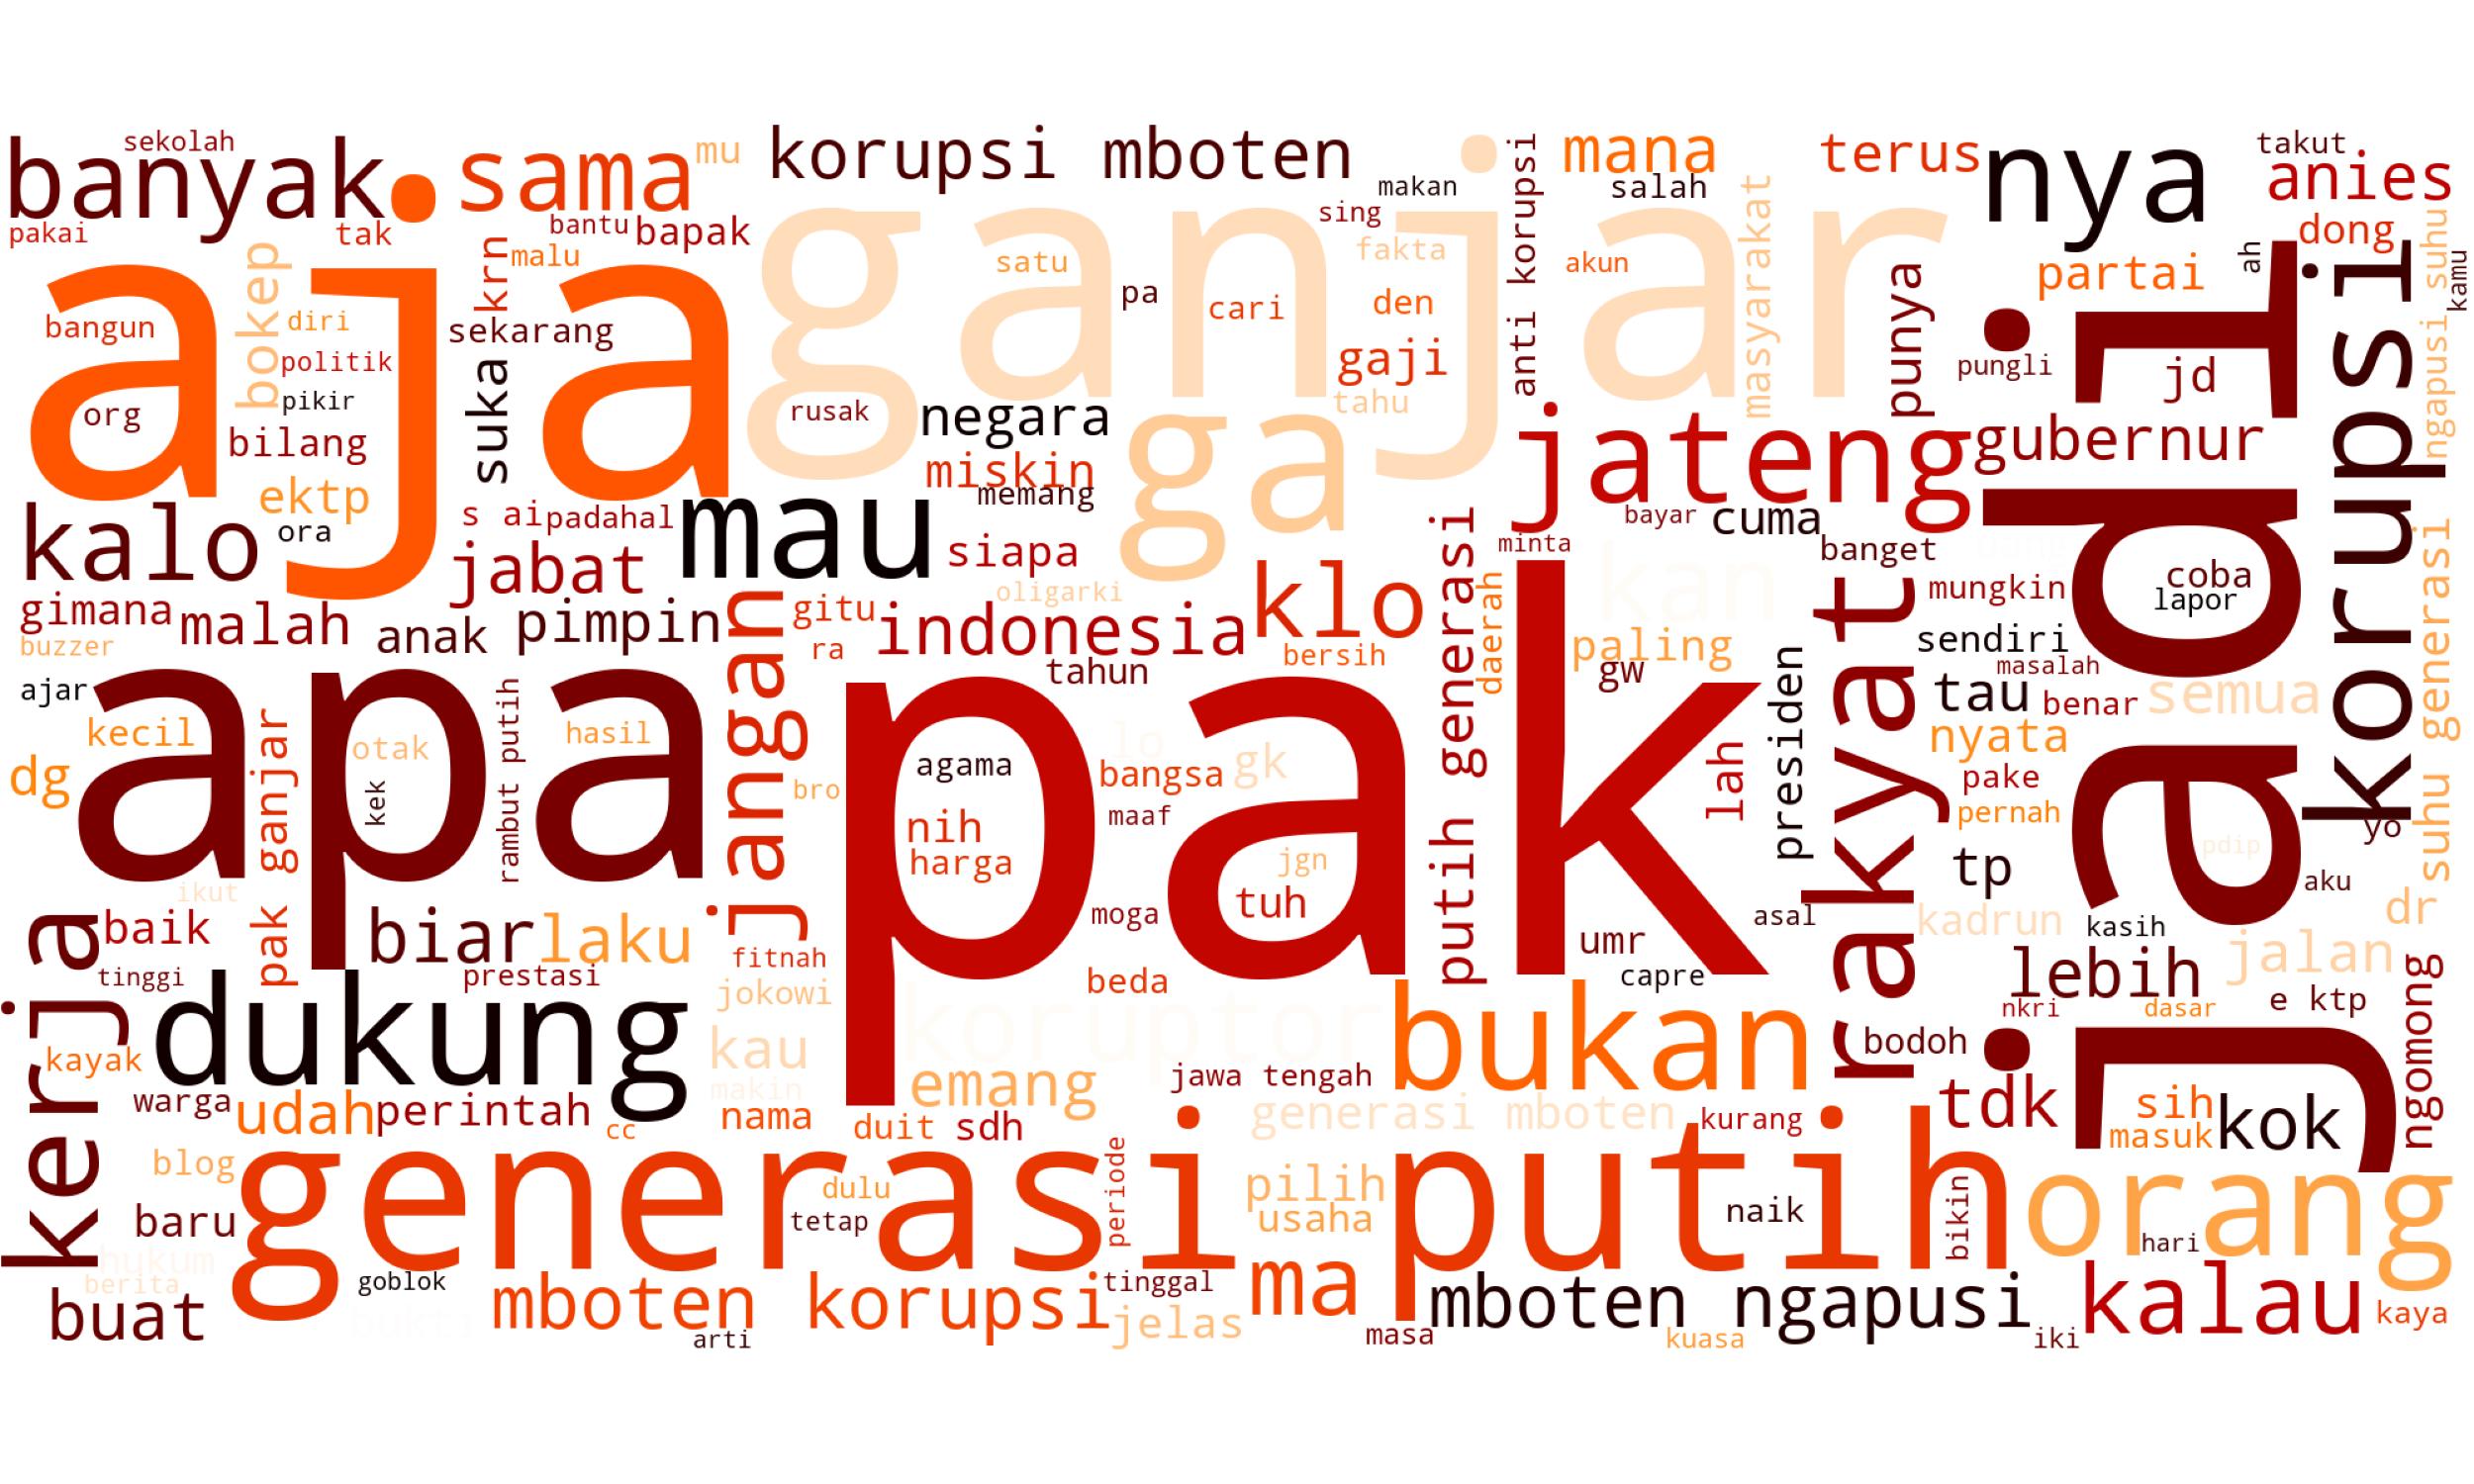 banyak
sekolah
sama
mu
korupsi mboten
mana
terus
nya
takut
anies
pakai
tak
bantu
bapak
sing
makan
salah
anti korupsi
masyarakat
dong
ngapusi suhu
kamu
aja
ganjar
bokep
krn
malu
satu
fakta
akun
partai
ah
jadi
korupsi
bangun
diri
politik
pikir
org
bilang
ektp
ora
sekarang
suka
pa
cari
den
gaji
tahu
punya
pungli
jd
rusak
negara
miskin
memang
ga
jateng
gubernur
kalo
s ai
padahal
jabat
mau
siapa
bayar
cuma
minta
banget
kan
coba
lapor
mungkin
gimana
malah
anak
pimpin
jangan
gitu
ra
indonesia
oligarki
klo
bersih
putih generasi
daerah
paling
gw
rakyat
sendiri
masalah
buzzer
ajar
apa
pak
tahun
presiden
tau
benar
semua
suhu generasi
kecil
dg
pak ganjar
otak
kek
rambut putih
hasil
bro
agama
lo
bangsa
gk
nih
harga
maaf
jgn
tuh
lah
nyata
pake
pernah
pdip
yo
tp
aku
ikut
baik
biar
laku
moga
umr
asal
kadrun
kasih
dr
kerja
tinggi
prestasi
fitnah
jokowi
beda
capre
lebih
jalan
nkri
dasar
e ktp
ngomong
dukung
kau
koruptor
bukan
bodoh
kayak
makin
emang
jawa tengah
warga
udah
perintah
cc
nama
duit
sdh
generasi mboten
kurang
tdk
sih
masuk
kok
blog
generasi
putih
orang
baru
dulu
tetap
periode
pilih
usaha
naik
bikin
hari
hukum
berita
goblok
buat
mboten korupsi
tinggal
ma
arti
jelas
masa
mboten ngapusi
kuasa
iki
kalau
kaya